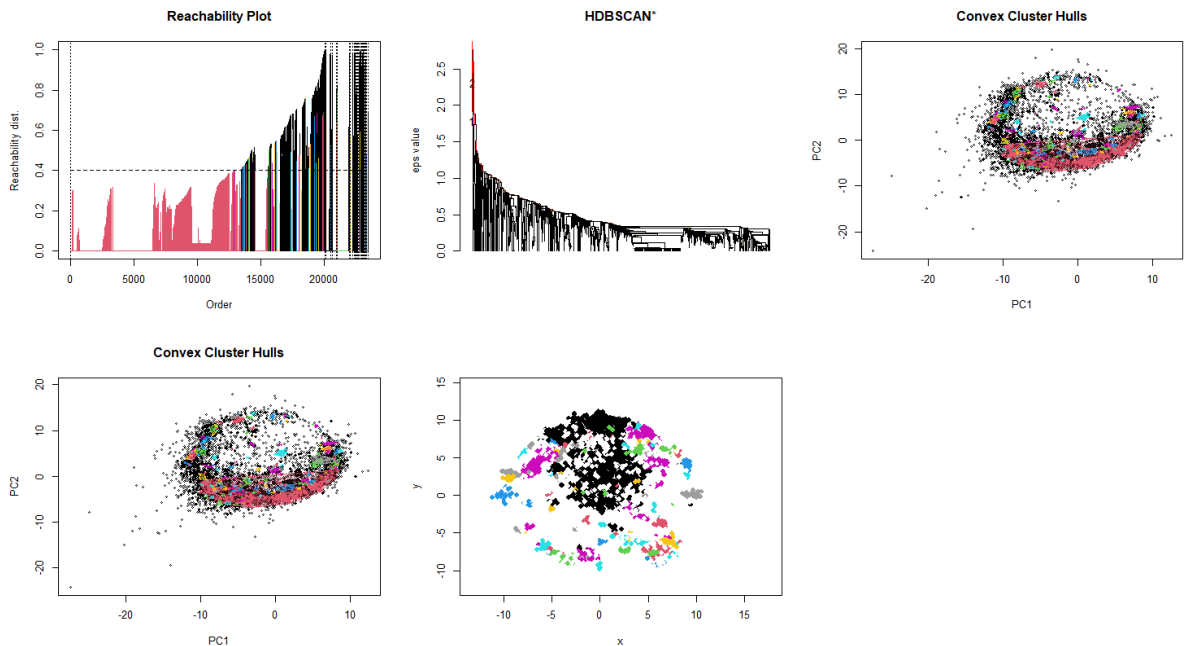 Reachability Plot
Reachability dist.
1.0
0.8
0.6
0.4
0.2
0.0
0 5000 10000 15000 20000
Order
HDBSCAN*
eps value
2.5
2.0
1.5
1.0
0.5
0.0
2
1
Convex Cluster Hulls
PC2
20
10
0
-10
-20
-20 -10 0 10
PC1
Convex Cluster Hulls
PC2
20
10
0
-10
-20
-20 -10 0 10
PC1
y
15
10
5
0
-5
-10
-10 -5 0 5 10 15
x